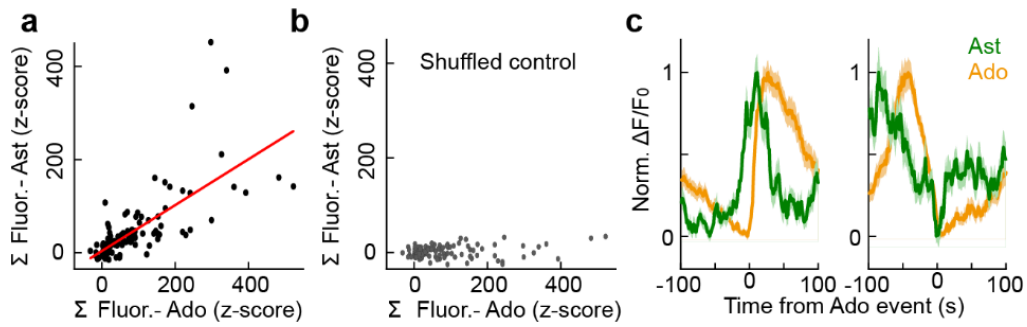 a
Σ Fluor.- Ast (z-score)
400
200
0
0 200 400
Σ Fluor.- Ado (z-score)
b
Shuffled control
Σ Fluor.- Ast (z-score)
400
200
0
0 200 400
Σ Fluor.- Ado (z-score)
c
Ast
Ado
Norm. ΔF/F₀
1
0
-100 0 100
1
0
-100 0 100
Time from Ado event (s)